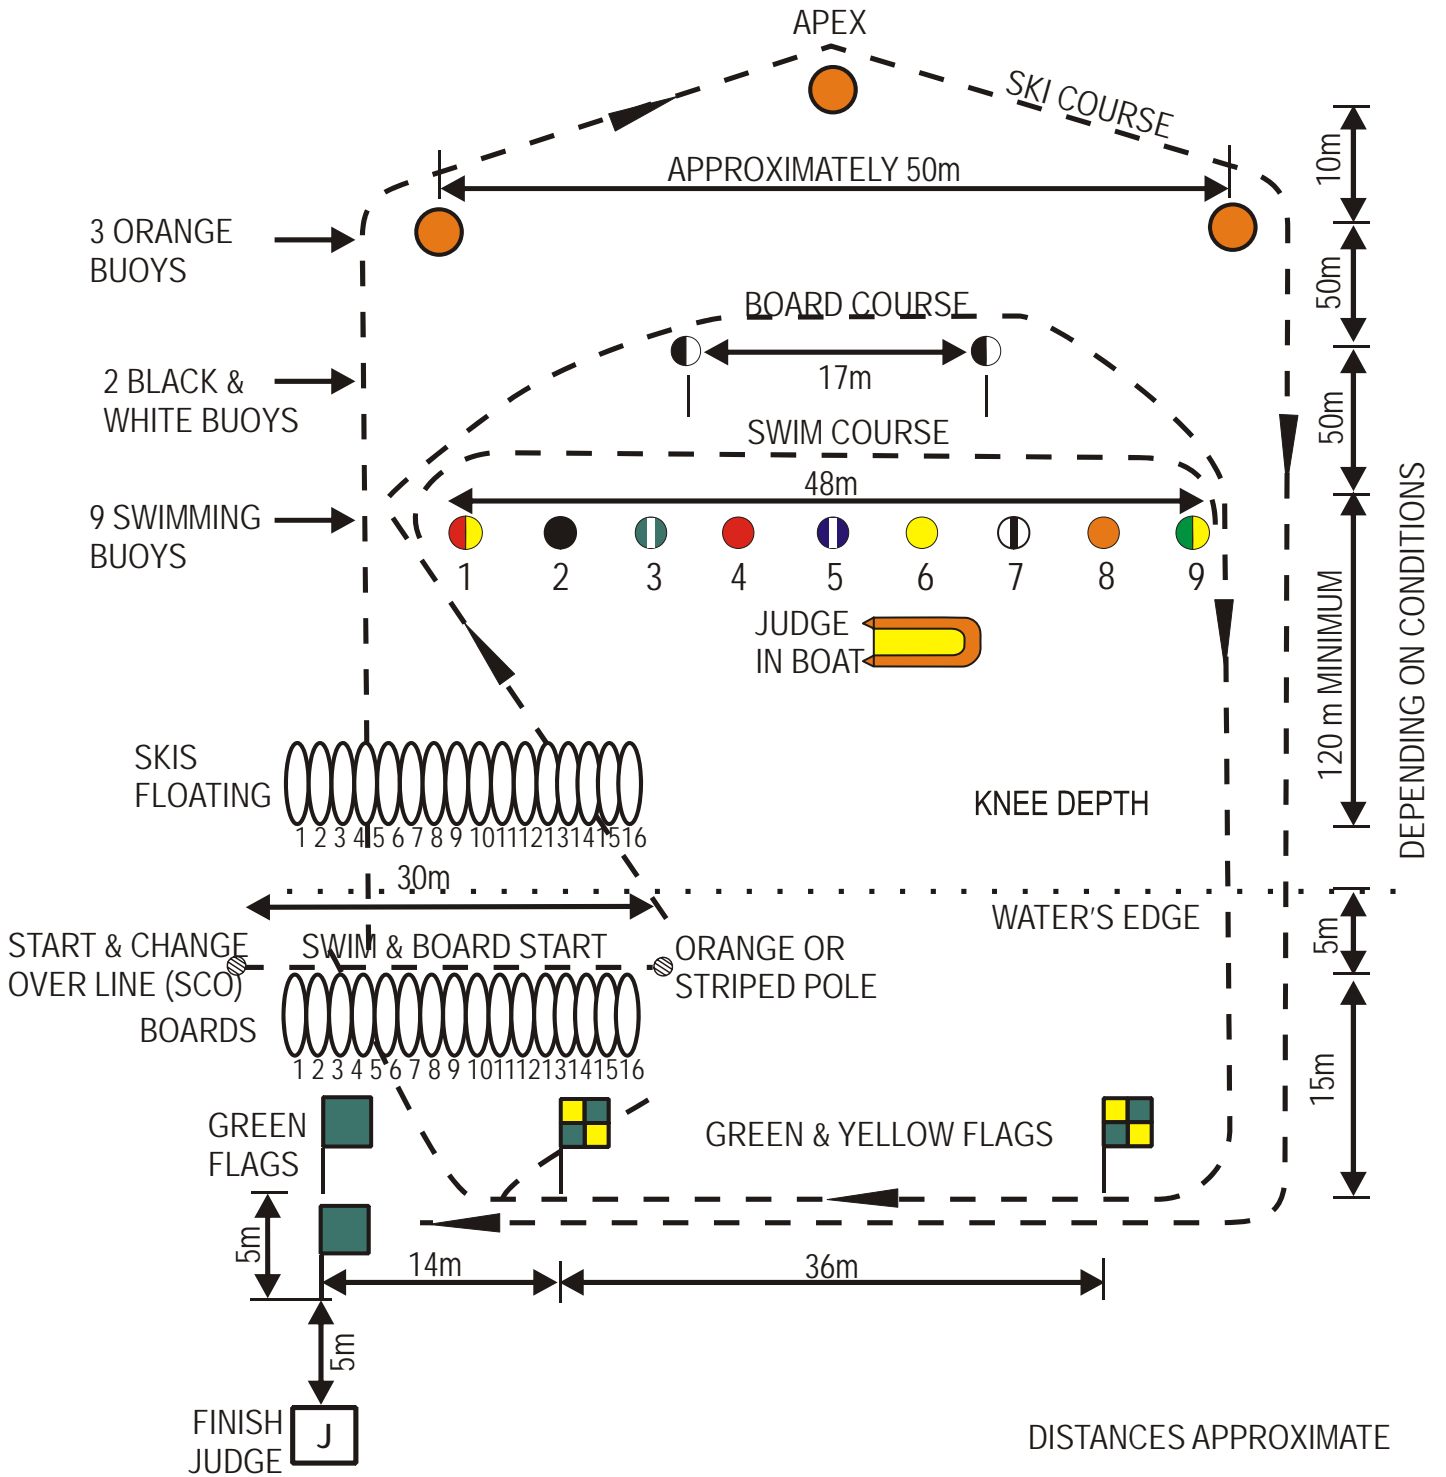 APEX
SKI COURSE
APPROXIMATELY 50m
10m
3 ORANGE
BUOYS
50m
BOARD COURSE
17m
2 BLACK &
WHITE BUOYS
50m
SWIM COURSE
48m
9 SWIMMING
BUOYS
1 2 3 4 5 6 7 8 9
JUDGE
IN BOAT
120 m MINIMUM
DEPENDING ON CONDITIONS
SKIS
FLOATING
KNEE DEPTH
1 2 3 4 5 6 7 8 9 10 11 12 13 14 15 16
30m
WATER'S EDGE
5m
START & CHANGE
OVER LINE (SCO)
SWIM & BOARD START
ORANGE OR
STRIPED POLE
BOARDS
1 2 3 4 5 6 7 8 9 10 11 12 13 14 15 16
15m
GREEN
FLAGS
GREEN & YELLOW FLAGS
5m
14m
36m
5m
FINISH
JUDGE
J
DISTANCES APPROXIMATE